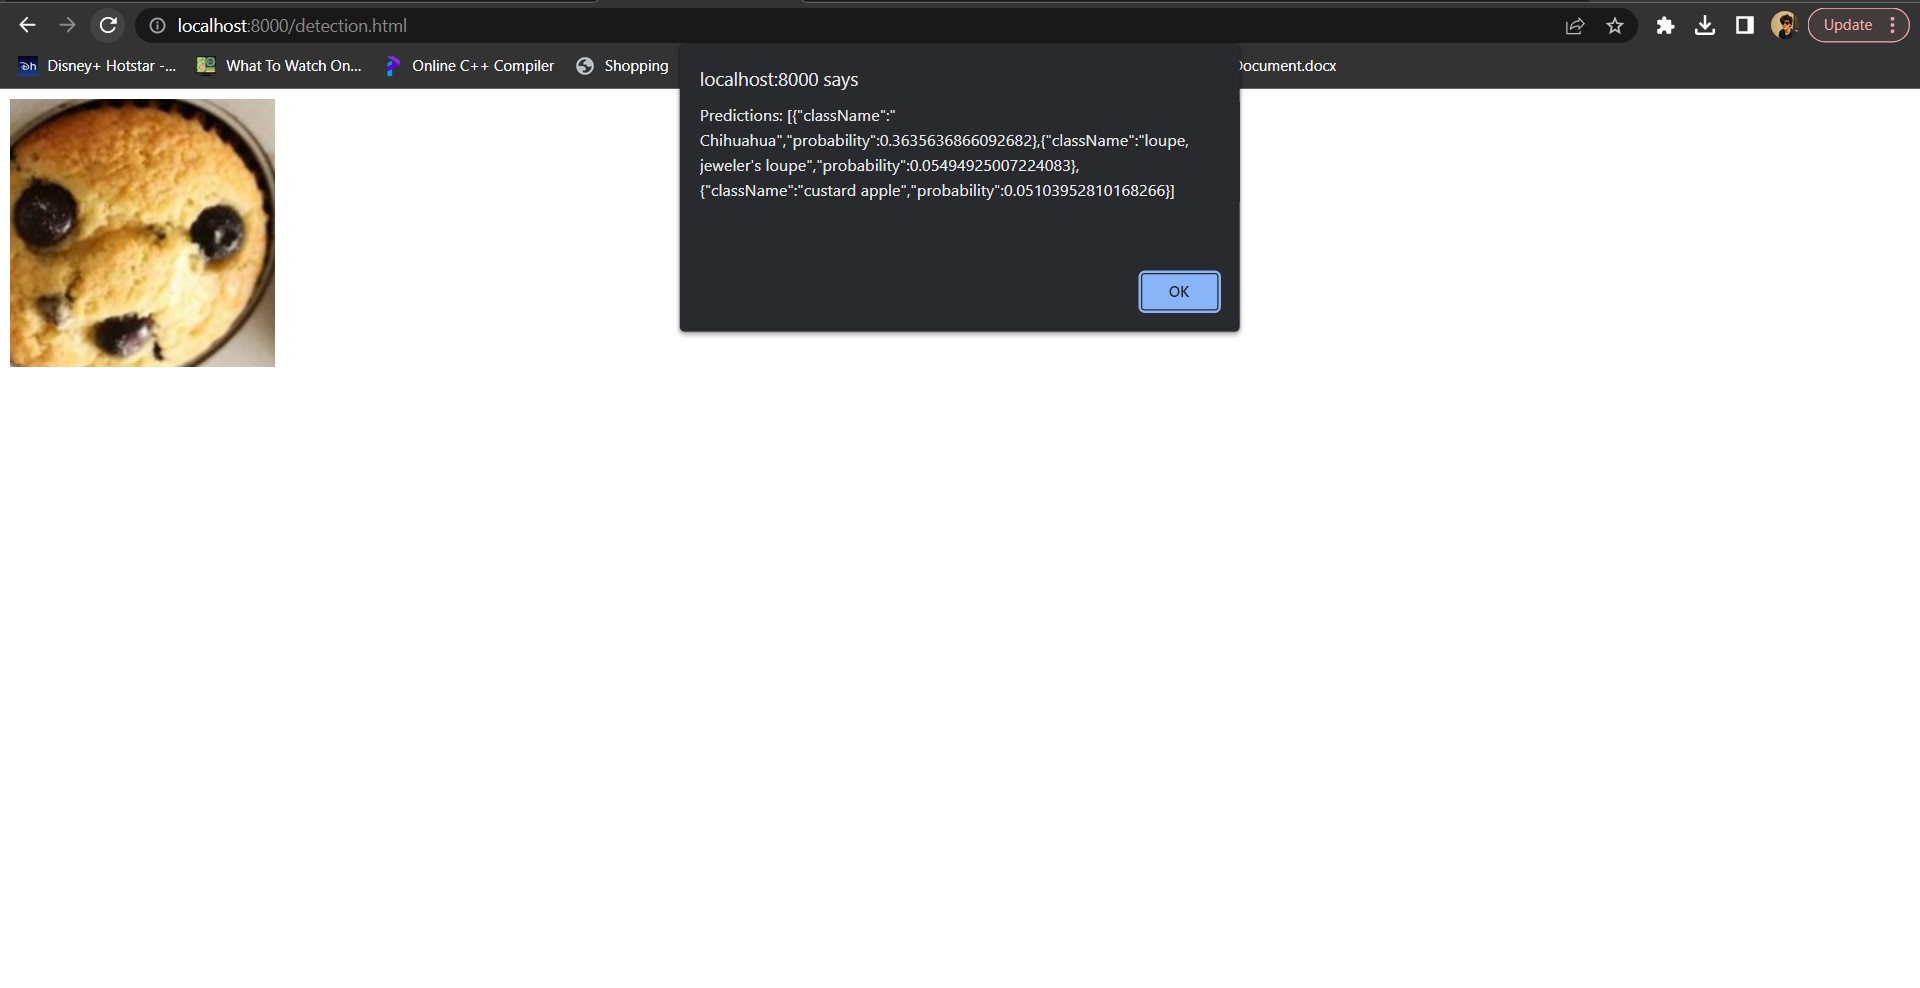 localhost:8000/detection.html
Update
Disney+ Hotstar -...
What To Watch On...
Online C++ Compiler
Shopping
Document.docx
localhost:8000 says
Predictions: [{"className":"
Chihuahua","probability":0.3635636866092682},{"className":"loupe,
jeweler's loupe","probability":0.05494925007224083},
{"className":"custard apple","probability":0.05103952810168266}]
OK